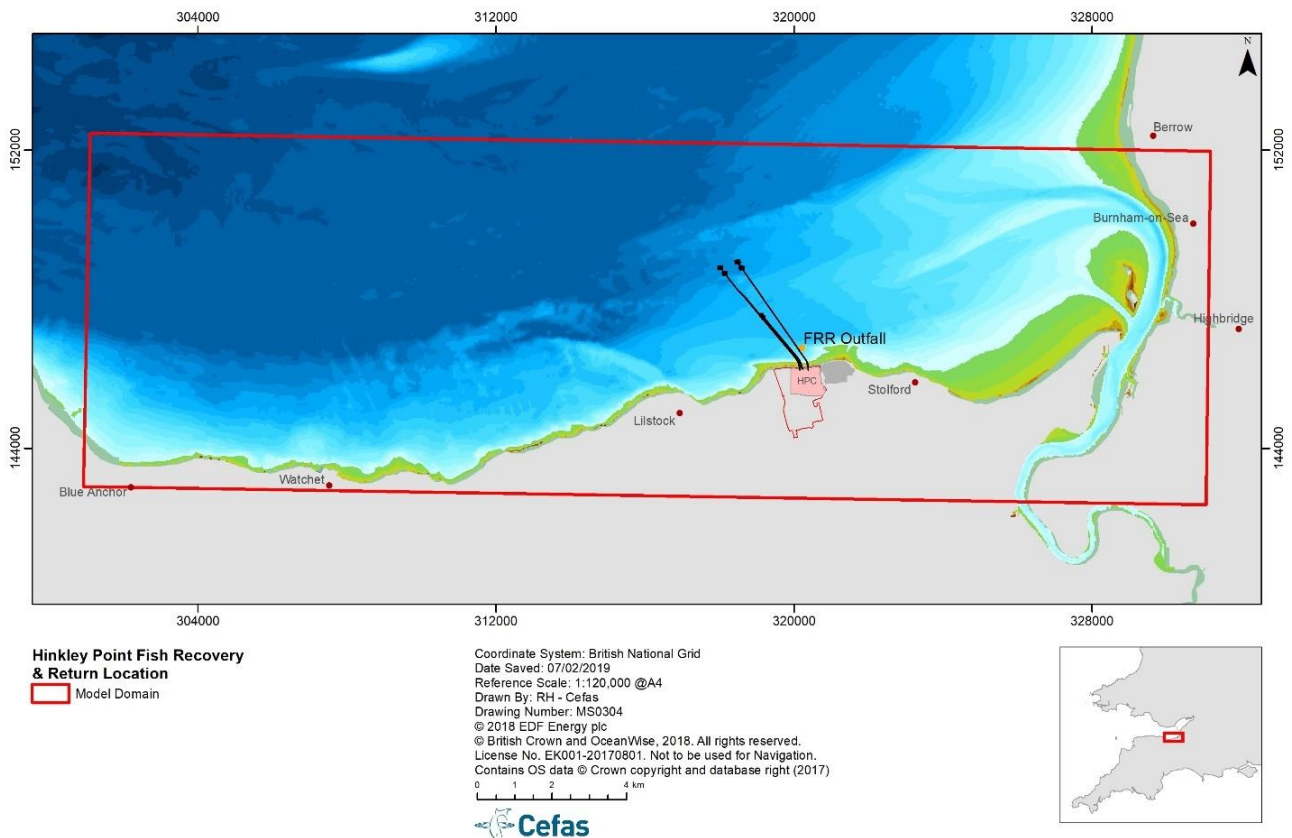 304000
312000
320000
328000
N
152000
152000
Berrow
Burnham-on-Sea
Highbridge
FRR Outfall
HPC
Stolford
Lilstock
144000
144000
Watchet
Blue Anchor
304000
312000
320000
328000
Hinkley Point Fish Recovery
& Return Location
Model Domain
Coordinate System: British National Grid
Date Saved: 07/02/2019
Reference Scale: 1:120,000 @A4
Drawn By: RH - Cefas
Drawing Number: MS0304
© 2018 EDF Energy plc
© British Crown and OceanWise, 2018. All rights reserved.
License No. EK001-20170801. Not to be used for Navigation.
Contains OS data © Crown copyright and database right (2017)
0 1 2 4 km
Cefas